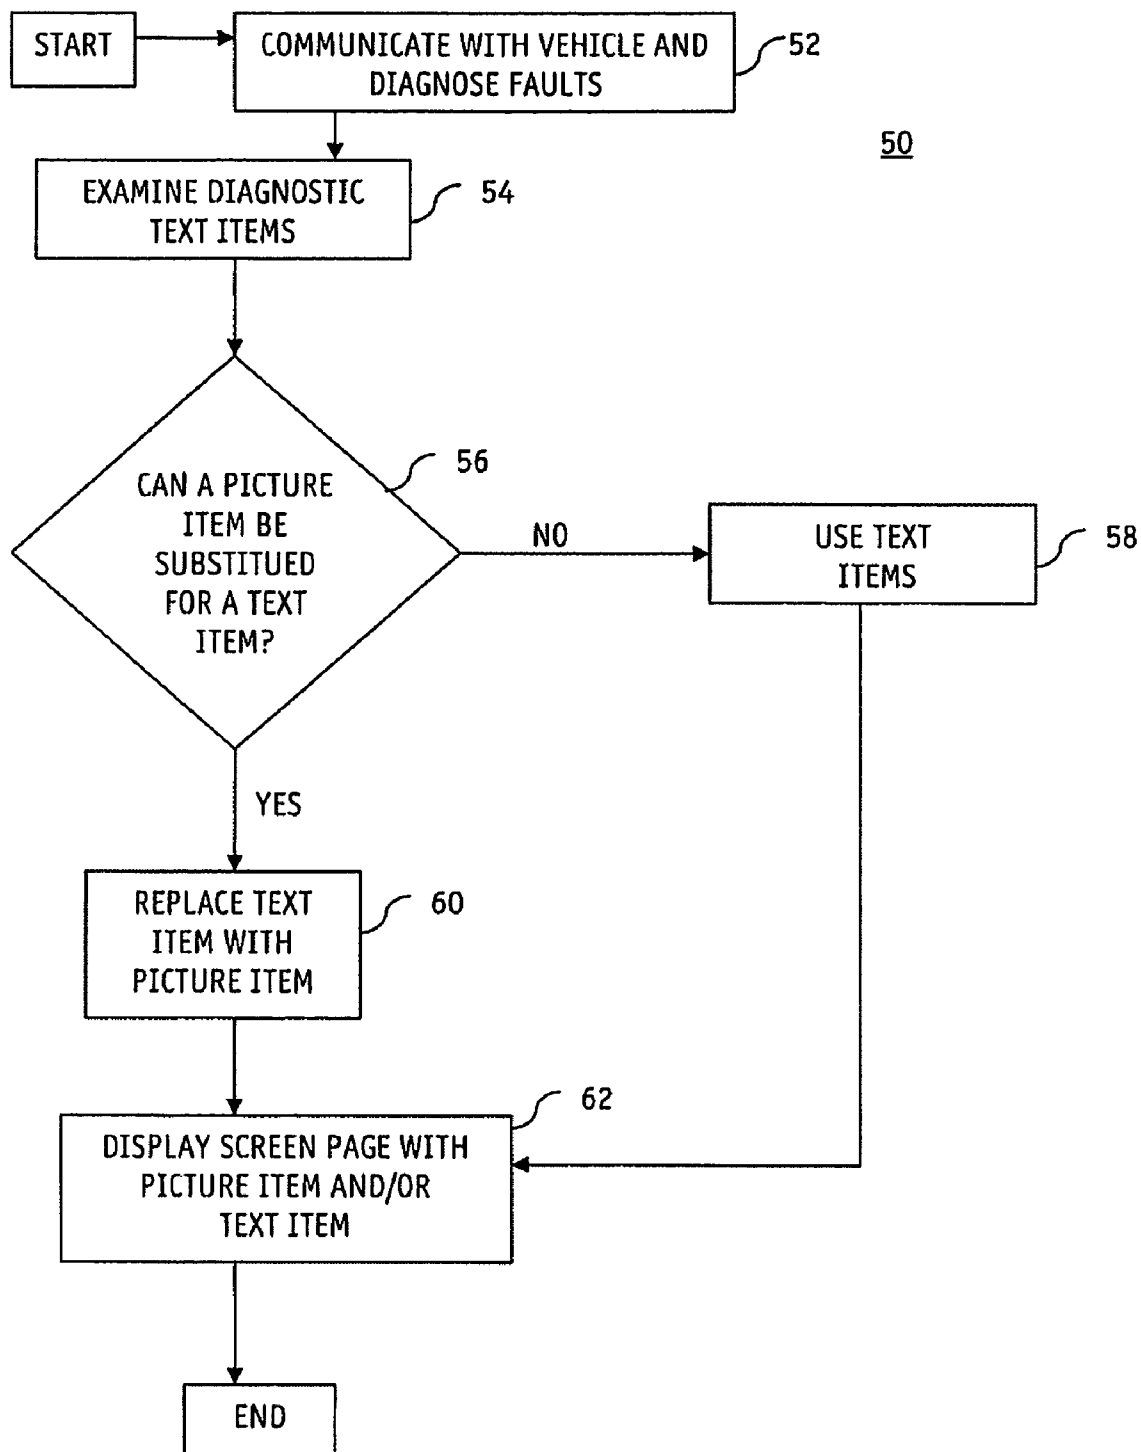 START
COMMUNICATE WITH VEHICLE AND
DIAGNOSE FAULTS
52
50
EXAMINE DIAGNOSTIC
TEXT ITEMS
54
CAN A PICTURE
ITEM BE
SUBSTITUED
FOR A TEXT
ITEM?
56
NO
USE TEXT
ITEMS
58
YES
REPLACE TEXT
ITEM WITH
PICTURE ITEM
60
DISPLAY SCREEN PAGE WITH
PICTURE ITEM AND/OR
TEXT ITEM
62
END